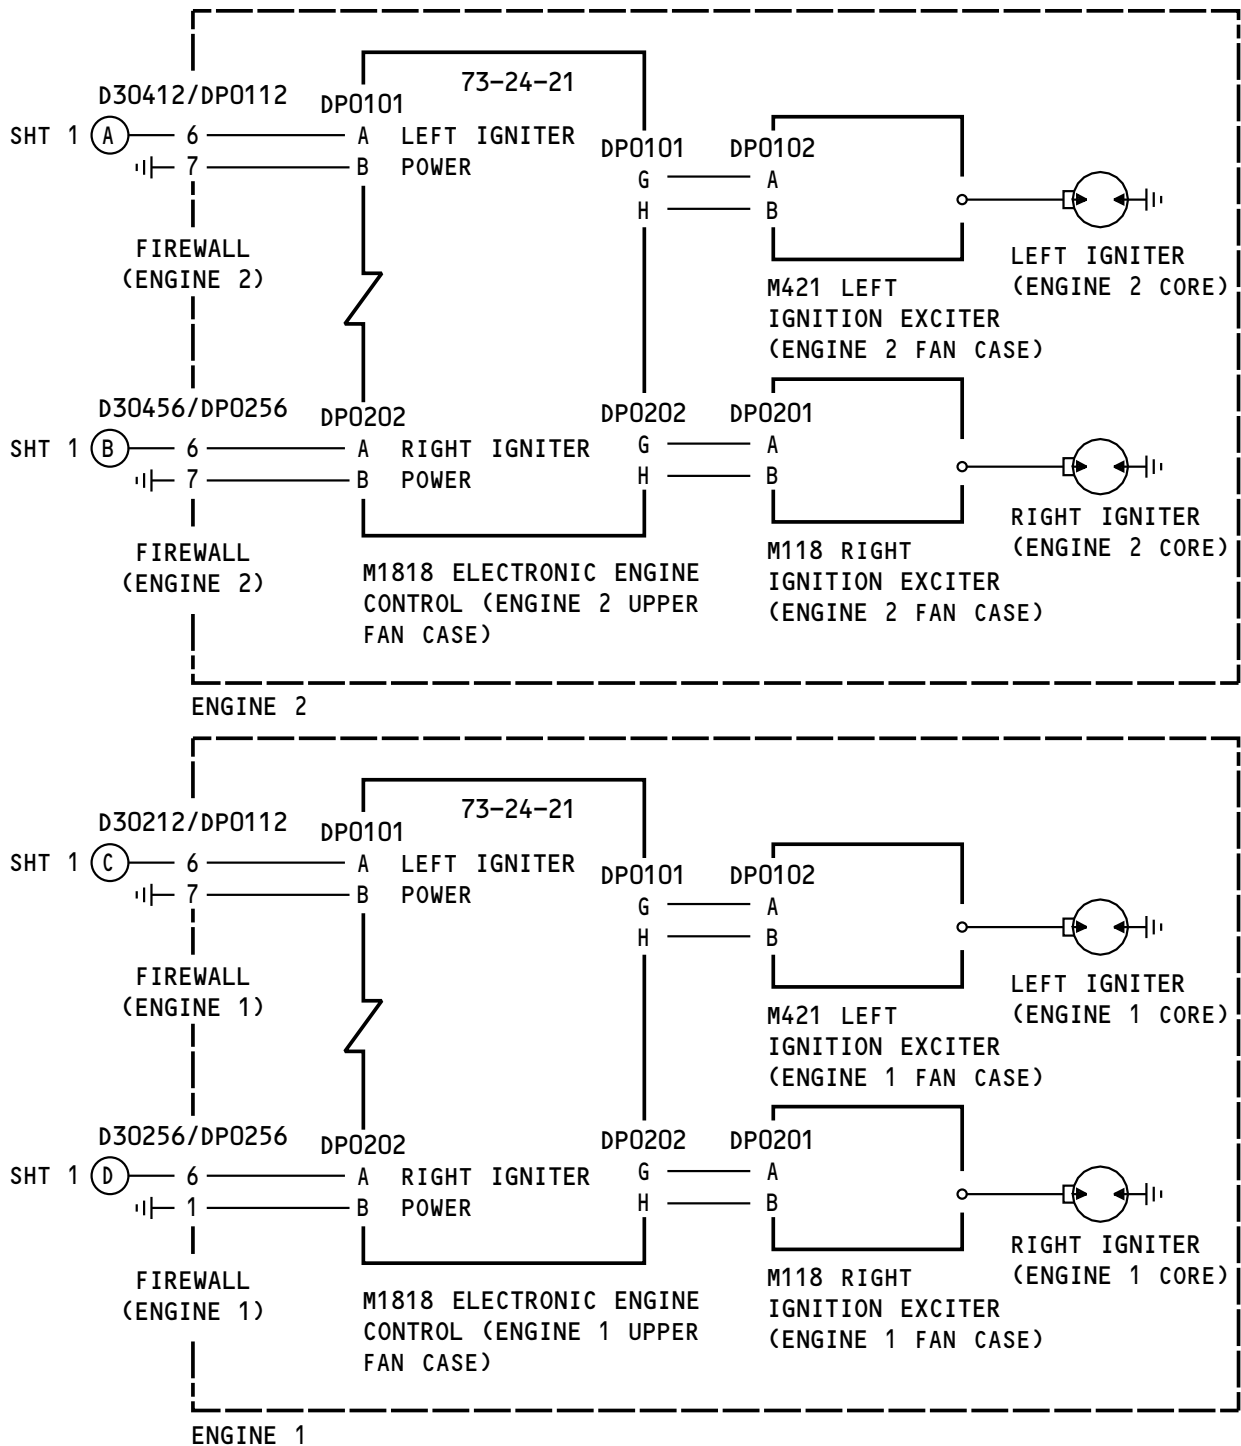 73-24-21
D30412/DP0112
DP0101
SHT 1 A 6 A LEFT IGNITER
7 B POWER
DP0101 DP0102
G A
H B
FIREWALL
(ENGINE 2)
LEFT IGNITER
(ENGINE 2 CORE)
M421 LEFT
IGNITION EXCITER
(ENGINE 2 FAN CASE)
D30456/DP0256
DP0202
SHT 1 B 6 A RIGHT IGNITER
7 B POWER
DP0202 DP0201
G A
H B
FIREWALL
(ENGINE 2)
RIGHT IGNITER
(ENGINE 2 CORE)
M118 RIGHT
IGNITION EXCITER
(ENGINE 2 FAN CASE)
M1818 ELECTRONIC ENGINE
CONTROL (ENGINE 2 UPPER
FAN CASE)
ENGINE 2
73-24-21
D30212/DP0112
DP0101
SHT 1 C 6 A LEFT IGNITER
7 B POWER
DP0101 DP0102
G A
H B
FIREWALL
(ENGINE 1)
LEFT IGNITER
(ENGINE 1 CORE)
M421 LEFT
IGNITION EXCITER
(ENGINE 1 FAN CASE)
D30256/DP0256
DP0202
SHT 1 D 6 A RIGHT IGNITER
1 B POWER
DP0202 DP0201
G A
H B
FIREWALL
(ENGINE 1)
RIGHT IGNITER
(ENGINE 1 CORE)
M118 RIGHT
IGNITION EXCITER
(ENGINE 1 FAN CASE)
M1818 ELECTRONIC ENGINE
CONTROL (ENGINE 1 UPPER
FAN CASE)
ENGINE 1